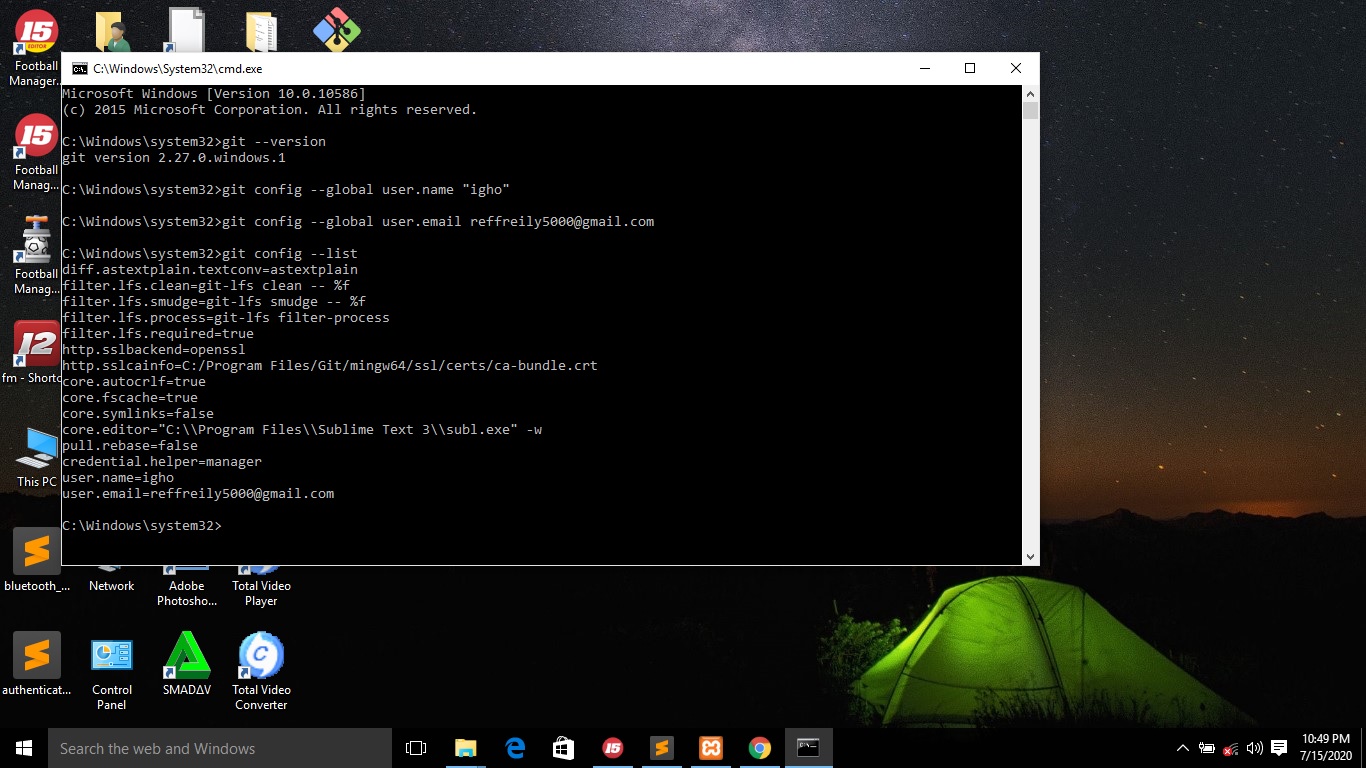 15
EDITOR
Football
Manager...
C:\Windows\System32\cmd.exe
Microsoft Windows [Version 10.0.10586]
(c) 2015 Microsoft Corporation. All rights reserved.
C:\Windows\system32>git --version
git version 2.27.0.windows.1
C:\Windows\system32>git config --global user.name "igho"
C:\Windows\system32>git config --global user.email reffreily5000@gmail.com
C:\Windows\system32>git config --list
diff.astextplain.textconv=astextplain
filter.lfs.clean=git-lfs clean -- %f
filter.lfs.smudge=git-lfs smudge -- %f
filter.lfs.process=git-lfs filter-process
filter.lfs.required=true
http.sslbackend=openssl
http.sslcainfo=C:/Program Files/Git/mingw64/ssl/certs/ca-bundle.crt
core.autocrlf=true
core.fscache=true
core.symlinks=false
core.editor="C:\\Program Files\\Sublime Text 3\\subl.exe" -w
pull.rebase=false
credential.helper=manager
user.name=igho
user.email=reffreily5000@gmail.com
C:\Windows\system32>
15
Football
Manag...
Football
Manag...
12
fm - Shortc
This PC
bluetooth_...
Network
Adobe
Photosho...
Total Video
Player
authenticat...
Control
Panel
SMADΔV
Total Video
Converter
Search the web and Windows
15
10:49 PM
7/15/2020